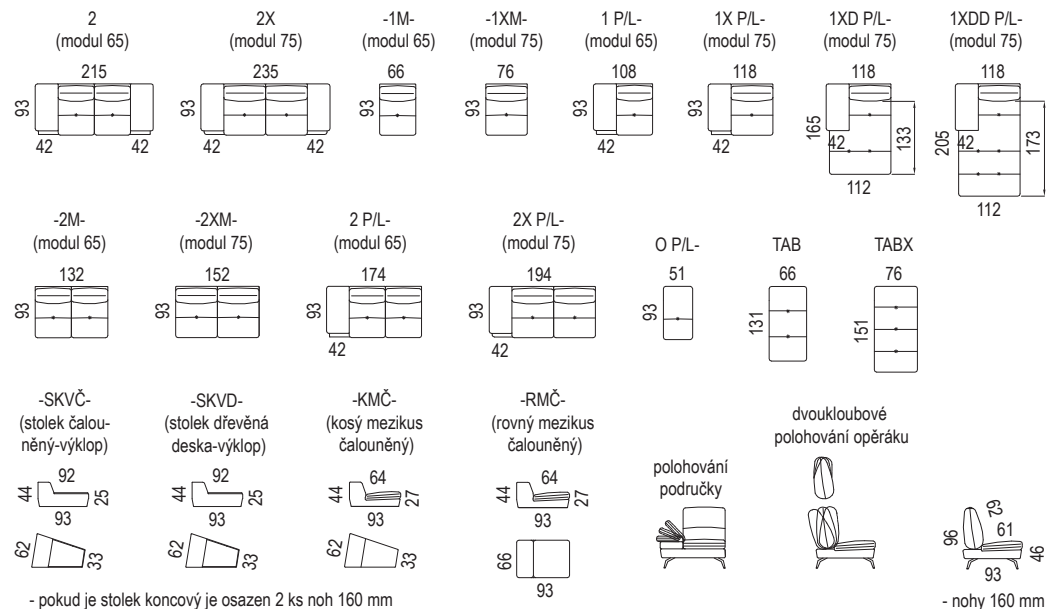 2 2X -1M- -1XM- 1 P/L- 1X P/L- 1XD P/L- 1XDD P/L-
(modul 65) (modul 75) (modul 65) (modul 75) (modul 65) (modul 75) (modul 75) (modul 75)
215 235 66 76 108 118 118 118
93 93 93 93 93 93 165 133 205 173
42 42 42 42 42 42 42 42
112 112
-2M- -2XM- 2 P/L- 2X P/L- O P/L- TAB TABX
(modul 65) (modul 75) (modul 65) (modul 75)
132 152 174 194 51 66 76
93 93 93 93 93 131 151
42 42
-SKVČ- -SKVD- -KMČ- -RMČ-
(stolek čalou- (stolek dřevěná (kosý mezikus (rovný mezikus
něný-výklop) deska-výklop) čalouněný) čalouněný)
dvoukloubové
polohování opěráku
polohování
područky
92 92 64 64
44 25 44 25 44 27 44 27
93 93 93 93
62 33 62 33 62 33 66
93
62
96 61 46
93
- pokud je stolek koncový je osazen 2 ks noh 160 mm
- nohy 160 mm